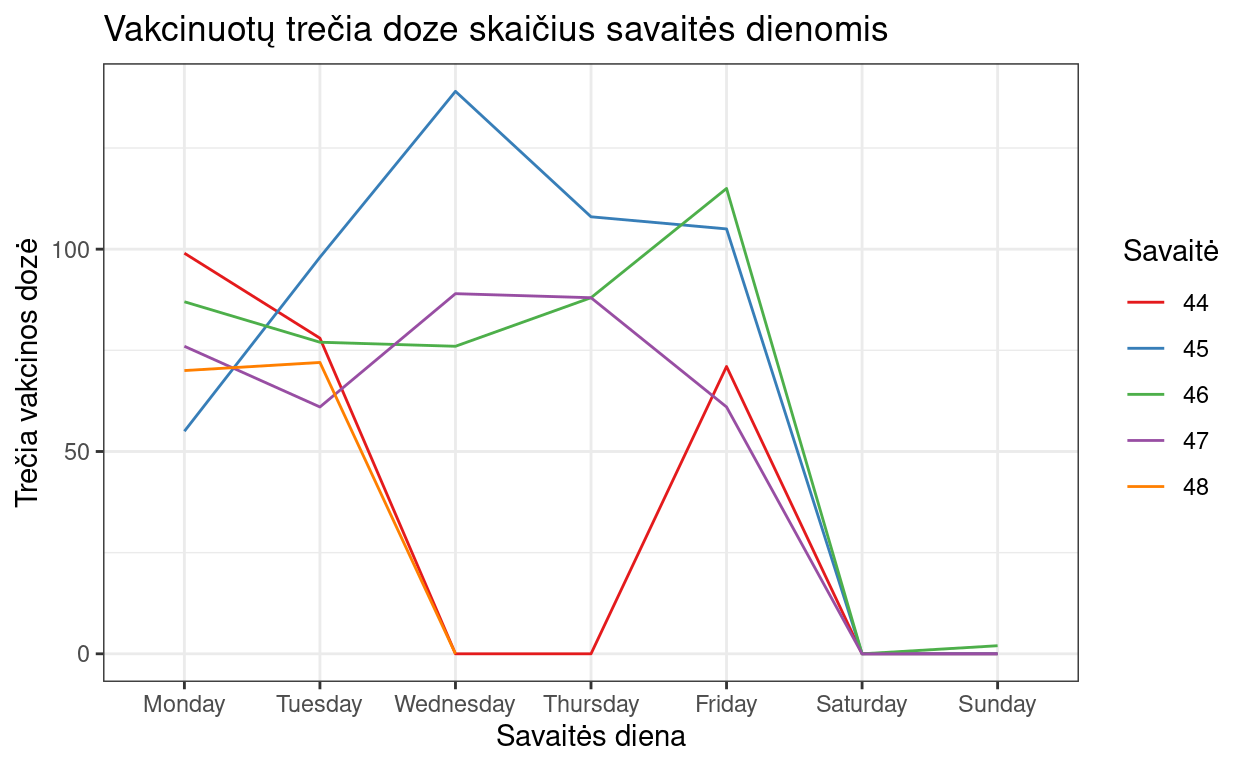 Vakcinuotų trečia doze skaičius savaitės dienomis
Trečia vakcinos dozė
100
50
0
Monday Tuesday Wednesday Thursday Friday Saturday Sunday
Savaitės diena
Savaitė
44
45
46
47
48